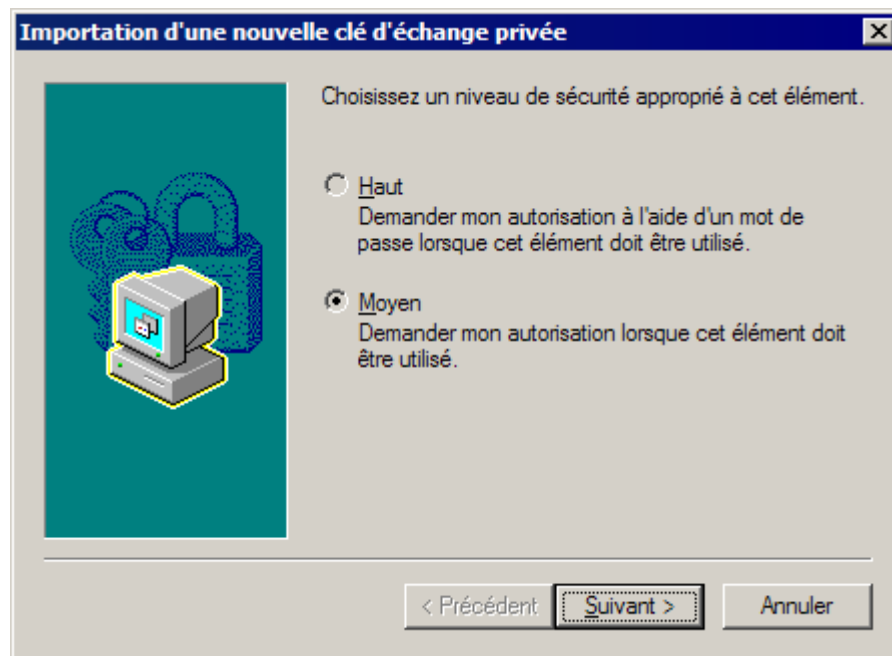 Importation d'une nouvelle clé d'échange privée
Choisissez un niveau de sécurité approprié à cet élément.
Haut
Demander mon autorisation à l'aide d'un mot de
passe lorsque cet élément doit être utilisé.
Moyen
Demander mon autorisation lorsque cet élément doit
être utilisé.
< Précédent
Suivant >
Annuler